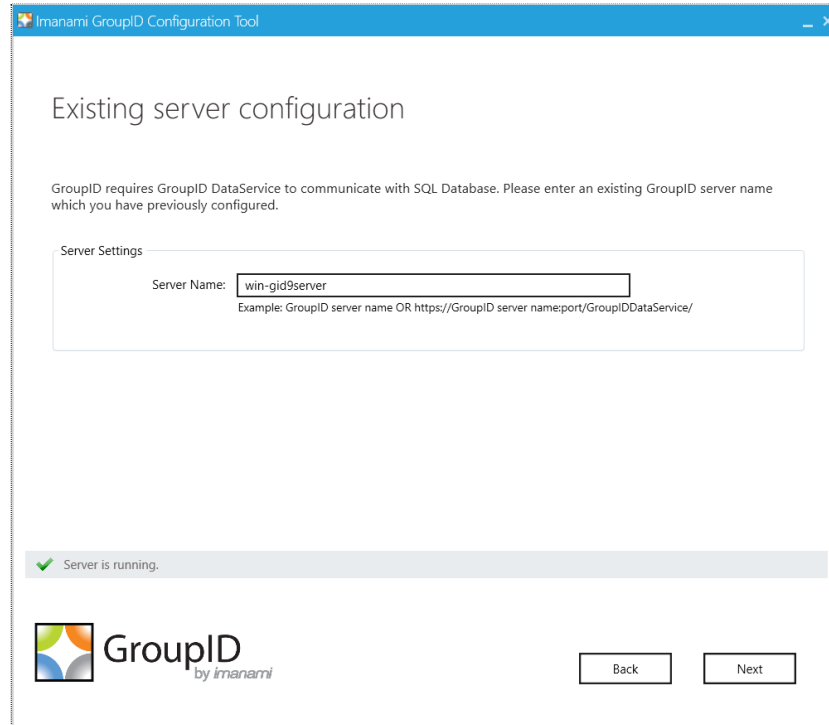 Imanami GroupID Configuration Tool
Existing server configuration
GroupID requires GroupID DataService to communicate with SQL Database. Please enter an existing GroupID server name
which you have previously configured.
Server Settings
Server Name: win-gid9server
Example: GroupID server name OR https://GroupID server name:port/GroupIDDataService/
Server is running.
GroupID
by imanami
Back Next